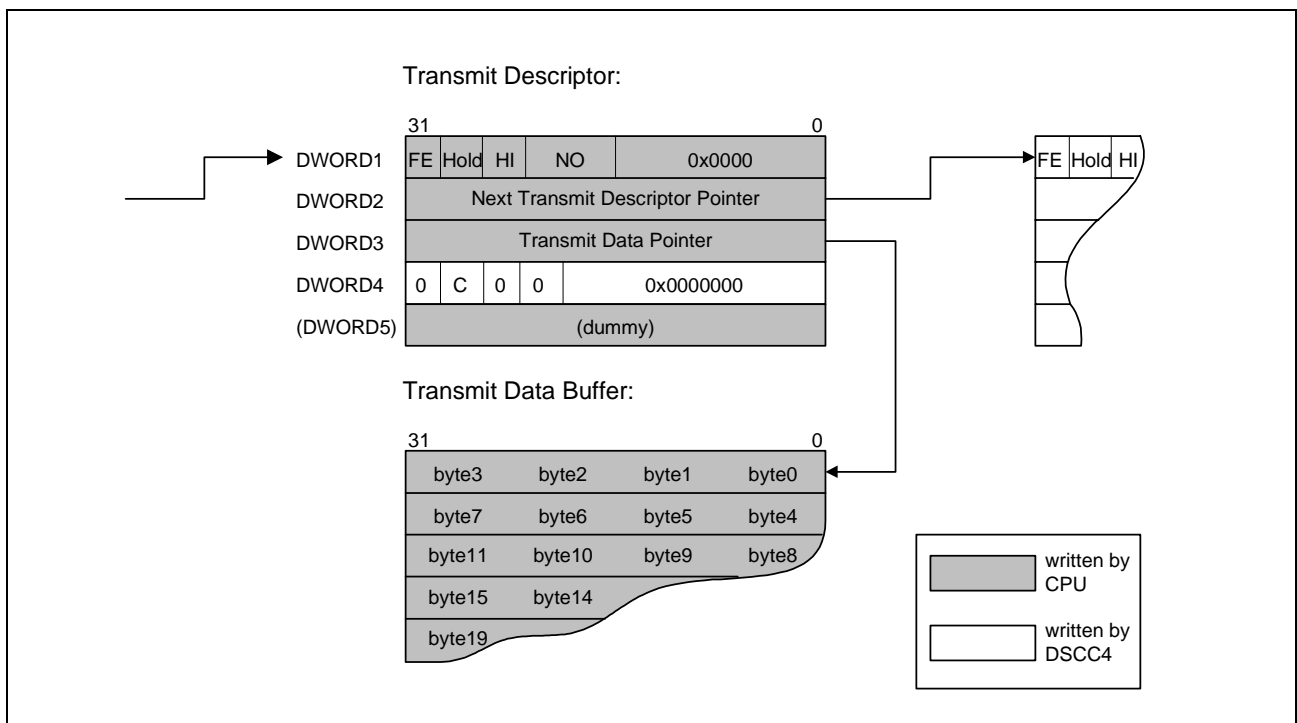 Transmit Descriptor:
31 0
DWORD1 FE Hold HI NO 0x0000 FE Hold HI
DWORD2 Next Transmit Descriptor Pointer
DWORD3 Transmit Data Pointer
DWORD4 0 C 0 0 0x0000000
(DWORD5) (dummy)
Transmit Data Buffer:
31 0
byte3 byte2 byte1 byte0
byte7 byte6 byte5 byte4
byte11 byte10 byte9 byte8
byte15 byte14
byte19
written by
CPU
written by
DSCC4